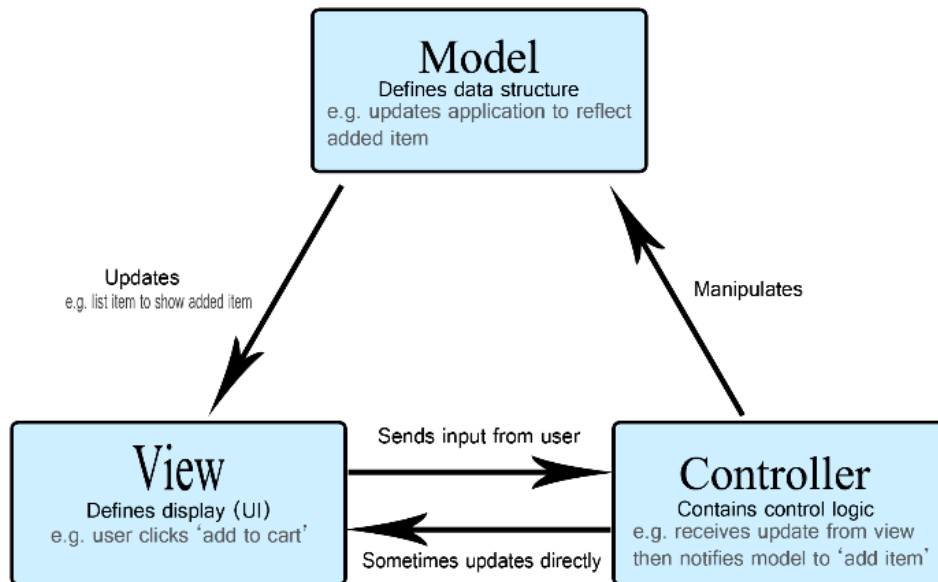 Model
Defines data structure
e.g. updates application to reflect
added item
Updates
e.g. list item to show added item
Manipulates
View
Defines display (UI)
e.g. user clicks ‘add to cart’
Sends input from user
Sometimes updates directly
Controller
Contains control logic
e.g. receives update from view
then notifies model to ‘add item’